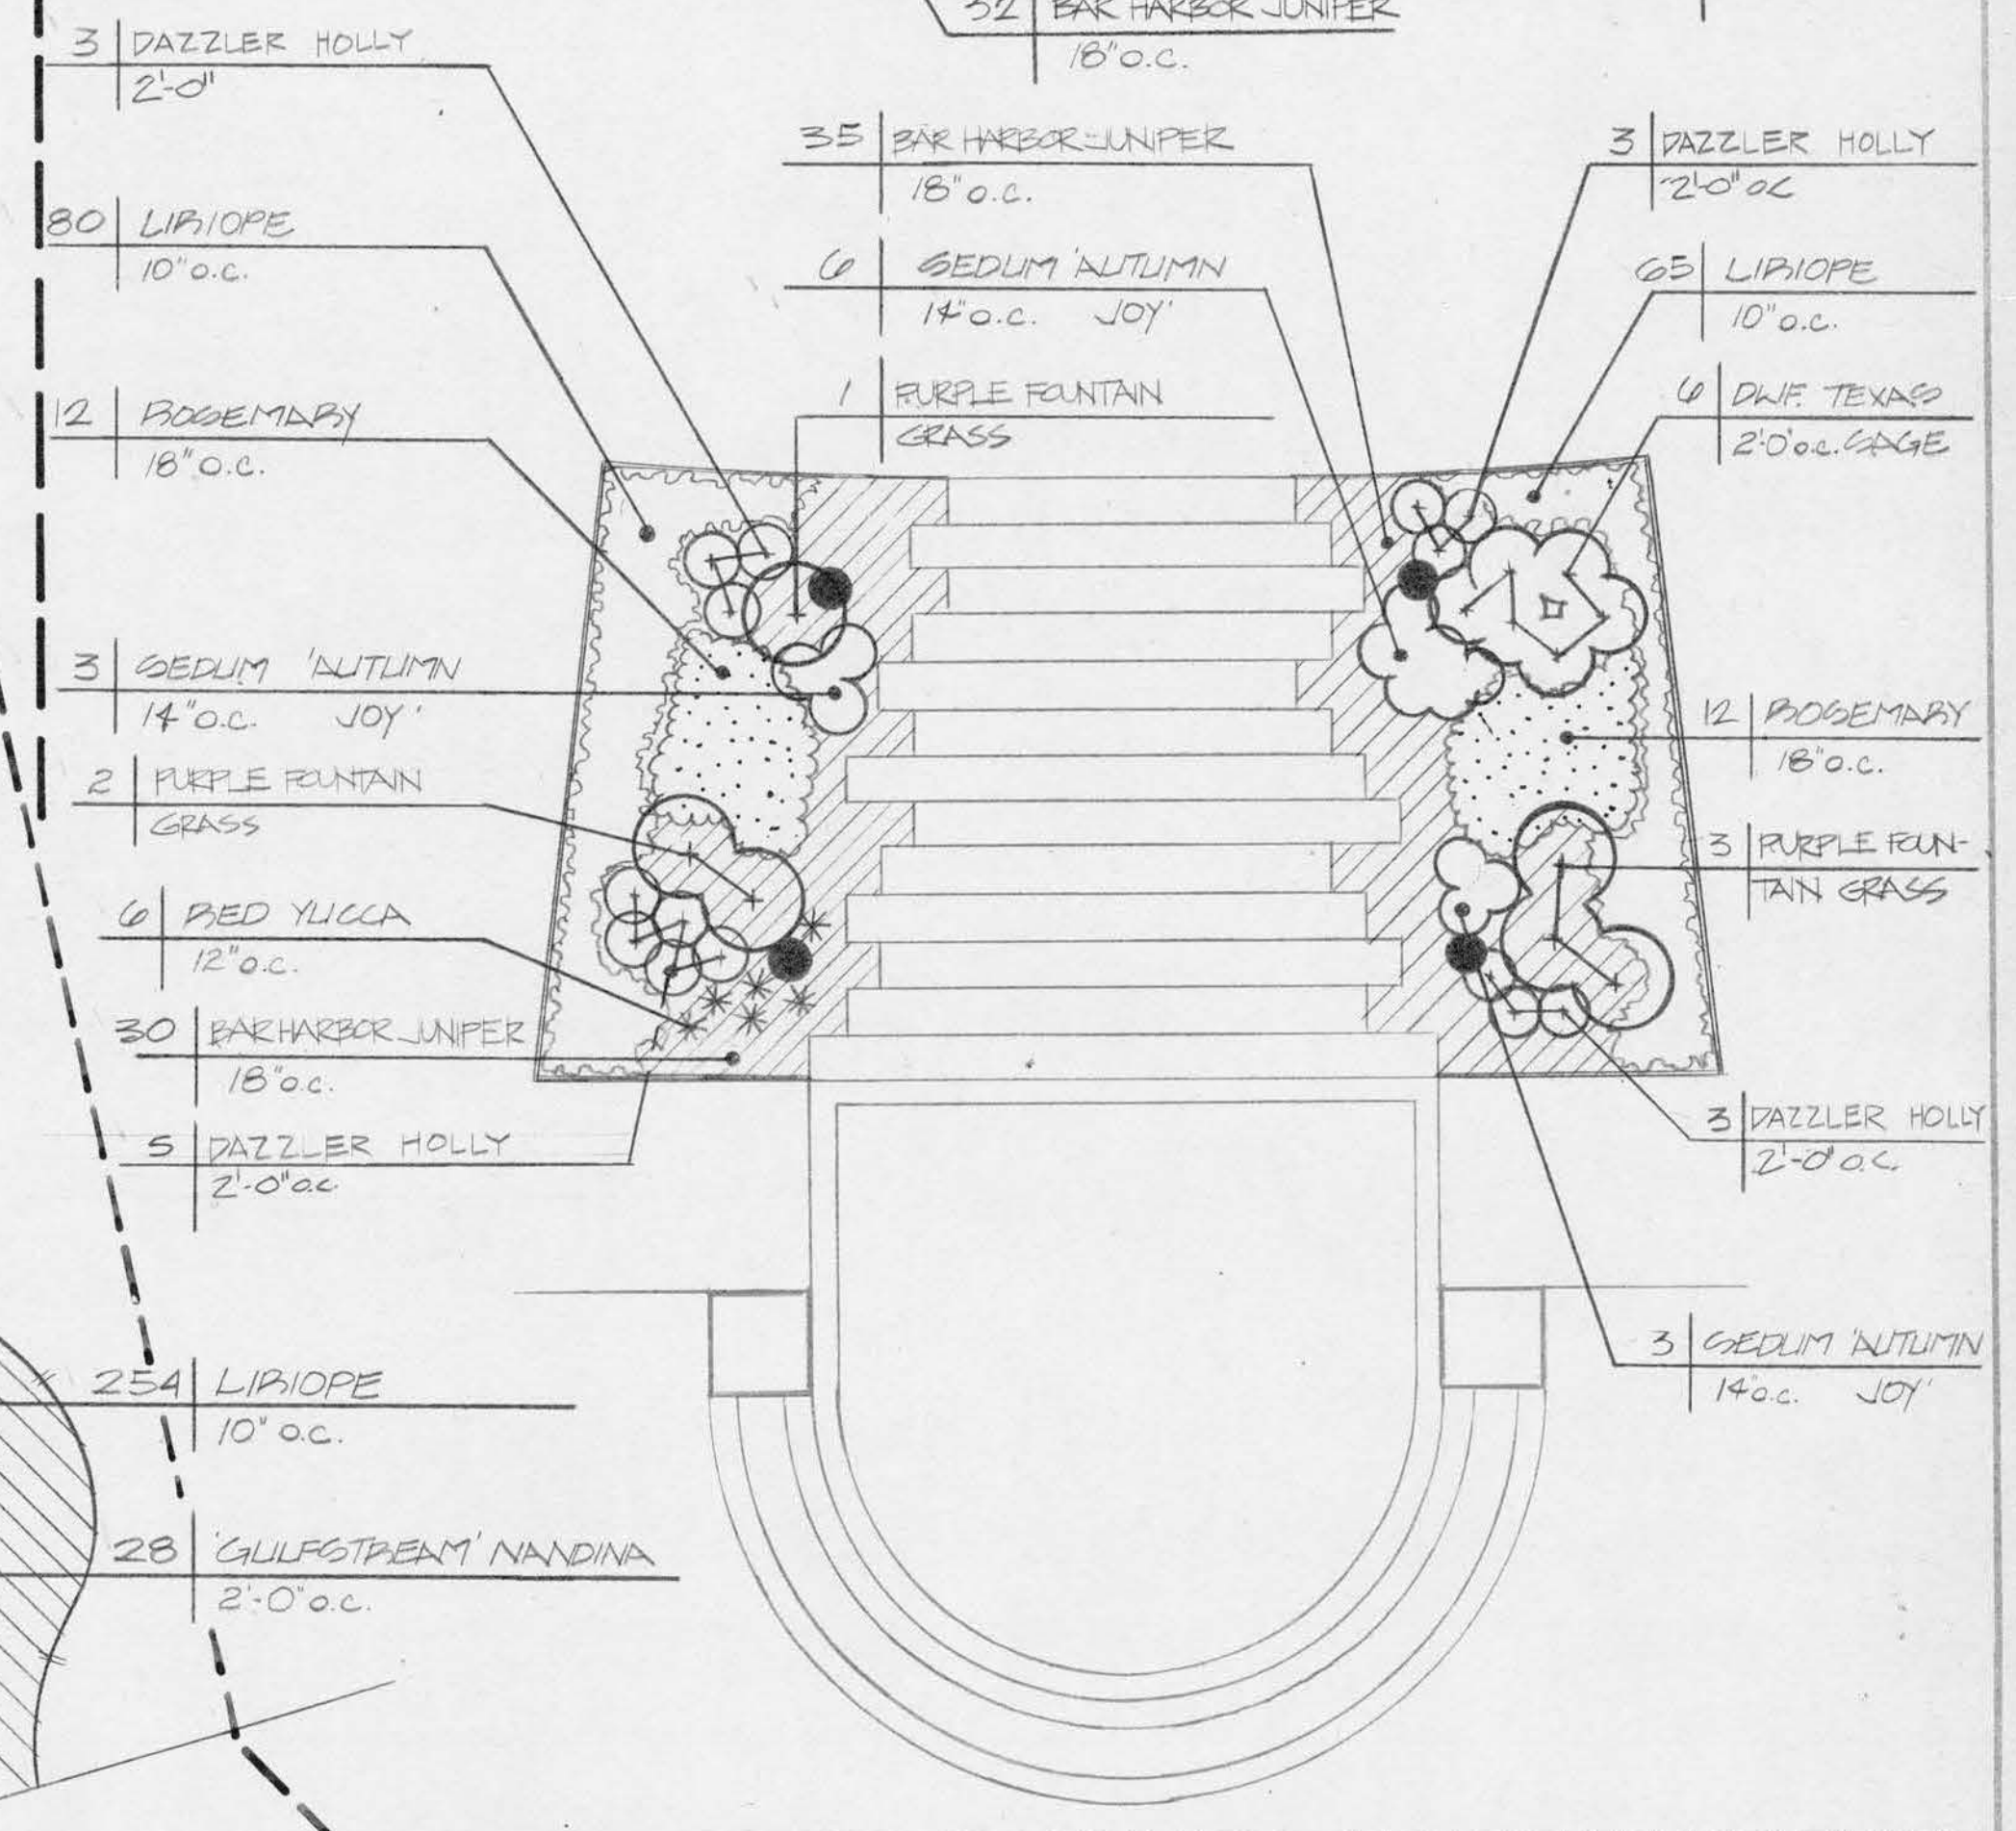 52 BAR HARBOR JUNIPER
18" O.C.
3 DAZZLER HOLLY
2'-0"
80 LIRIOPE
10" O.C.
12 ROSEMARY
18" O.C.
3 SEDUM 'AUTUMN
14" O.C. JOY'
2 PURPLE FOUNTAIN
GRASS
6 RED YUCCA
12" O.C.
30 BAR HARBOR JUNIPER
18" O.C.
5 DAZZLER HOLLY
2'-0" O.C.
254 LIRIOPE
10" O.C.
28 'GULFSTREAM' NANDINA
2'-0" O.C.
35 BAR HARBOR JUNIPER
18" O.C.
6 SEDUM 'AUTUMN
14" O.C. JOY'
1 PURPLE FOUNTAIN
GRASS
3 DAZZLER HOLLY
2'-0" OC
65 LIRIOPE
10" O.C.
6 DWF. TEXAS
2'0" O.C. SAGE
12 ROSEMARY
18" O.C.
3 PURPLE FOUN-
TAIN GRASS
3 DAZZLER HOLLY
2'-0" O.C.
3 SEDUM 'AUTUMN
14" O.C. JOY'